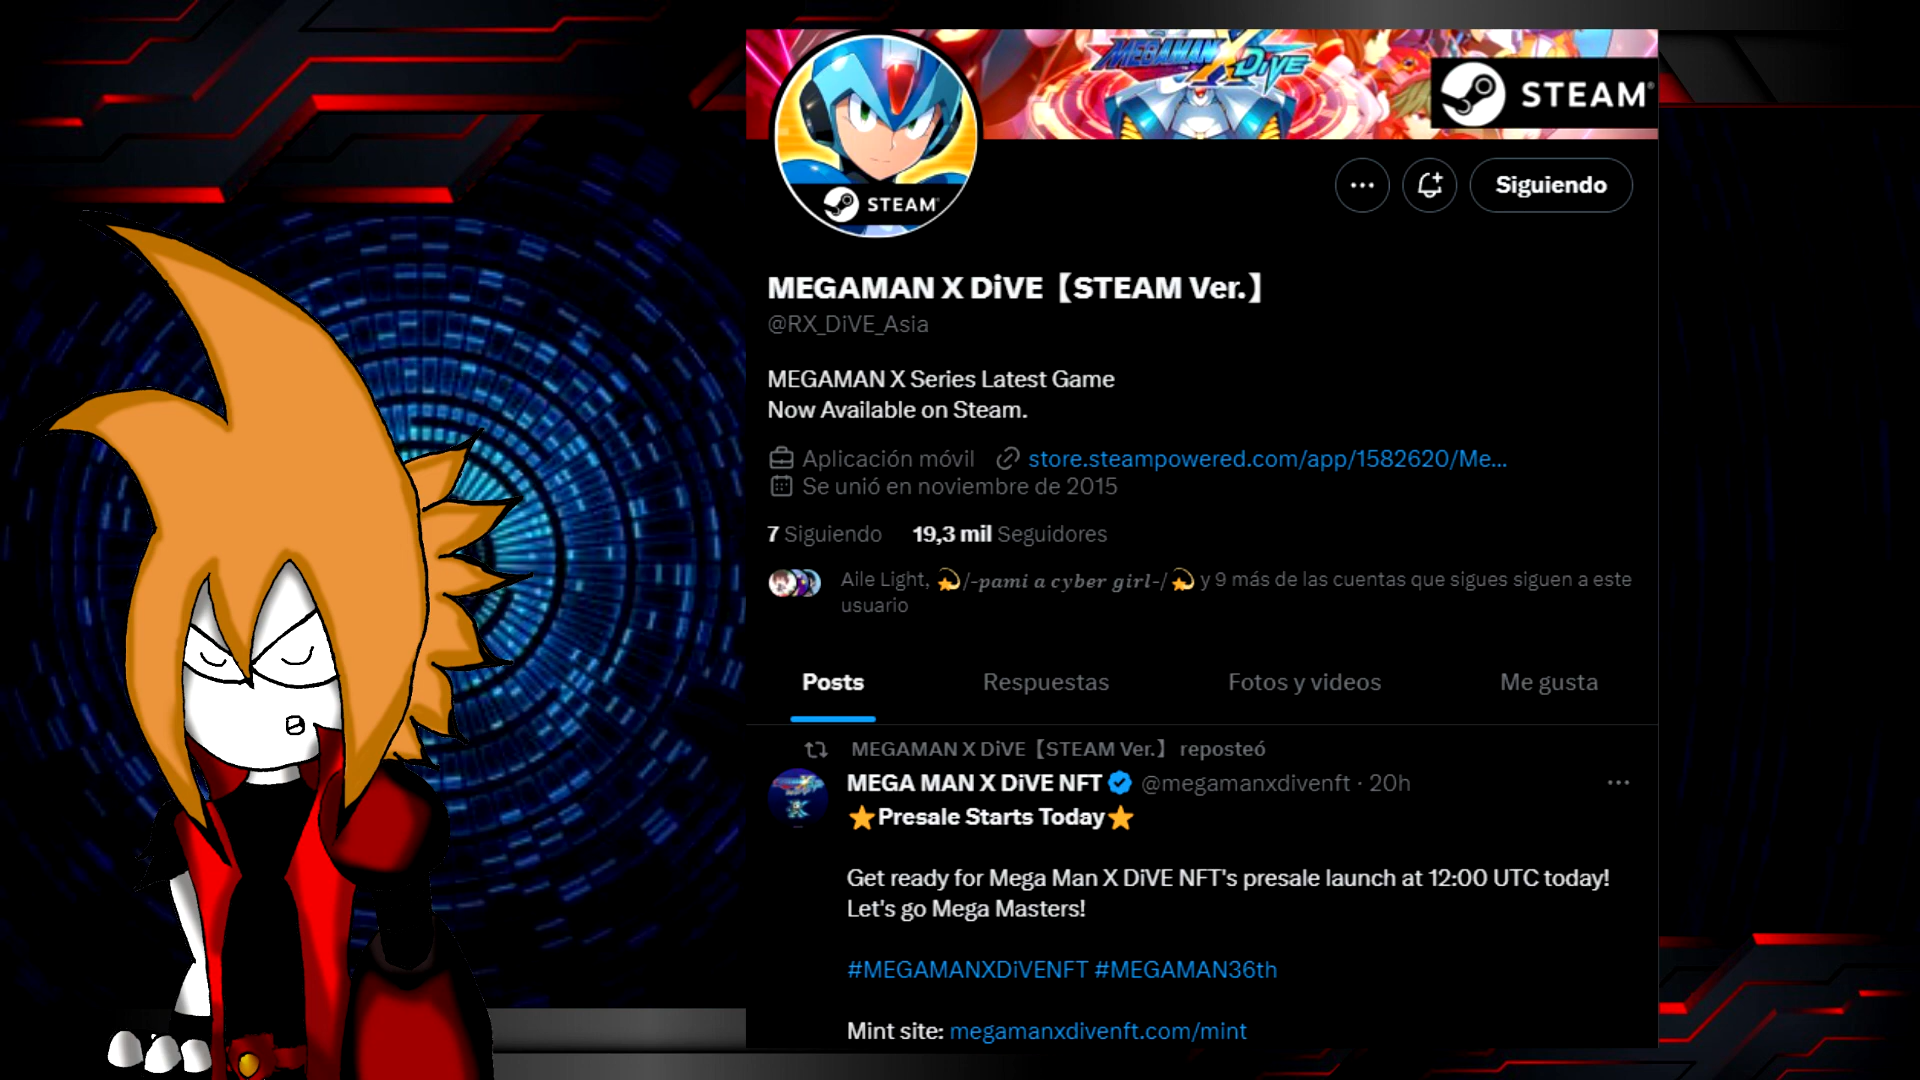 MEGAMAN X DiVE
STEAM
STEAM
Siguiendo
MEGAMAN X DiVE【STEAM Ver.】
@RX_DiVE_Asia
MEGAMAN X Series Latest Game
Now Available on Steam.
Aplicación móvil store.steampowered.com/app/1582620/Me...
Se unió en noviembre de 2015
7 Siguiendo 19,3 mil Seguidores
Aile Light, 💫/-𝓹𝓪𝓶𝓲 𝓪 𝓬𝔂𝓫𝓮𝓻 𝓰𝓲𝓻𝓵-/💫 y 9 más de las cuentas que sigues siguen a este
usuario
Posts Respuestas Fotos y videos Me gusta
MEGAMAN X DiVE【STEAM Ver.】 reposteó
MEGA MAN X DiVE NFT @megamanxdivenft · 20h
⭐Presale Starts Today⭐
Get ready for Mega Man X DiVE NFT's presale launch at 12:00 UTC today!
Let's go Mega Masters!
#MEGAMANXDiVENFT #MEGAMAN36th
Mint site: megamanxdivenft.com/mint